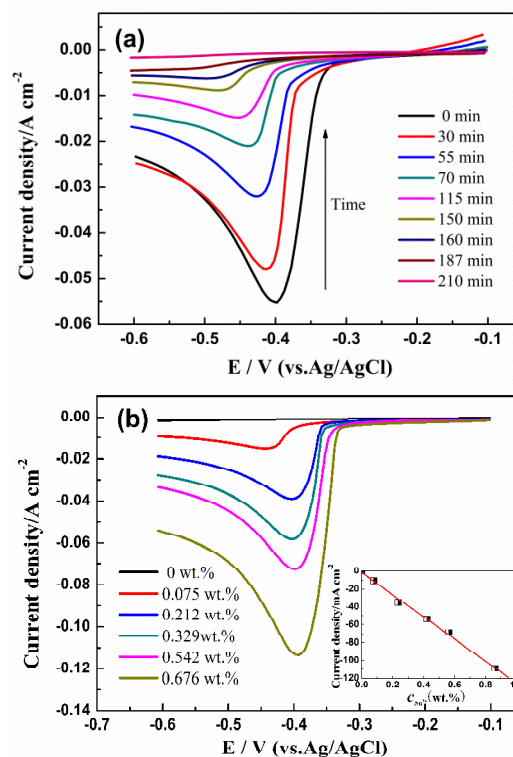 (a)
0.00
-0.01
-0.02
-0.03
-0.04
-0.05
-0.06
Current density/A cm-2
0 min
30 min
55 min
70 min
115 min
150 min
160 min
187 min
210 min
Time
-0.6 -0.5 -0.4 -0.3 -0.2 -0.1
E / V (vs.Ag/AgCl)
(b)
0.00
-0.02
-0.04
-0.06
-0.08
-0.10
-0.12
-0.14
Current density/A cm-2
0 wt.%
0.075 wt.%
0.212 wt.%
0.329wt.%
0.542 wt.%
0.676 wt.%
Current density/mA cm-2
0
-20
-40
-60
-80
-100
-120
0.0 0.2 0.4 0.6 0.8 1.0
(wt.%)
-0.7 -0.6 -0.5 -0.4 -0.3 -0.2 -0.1
E / V (vs.Ag/AgCl)